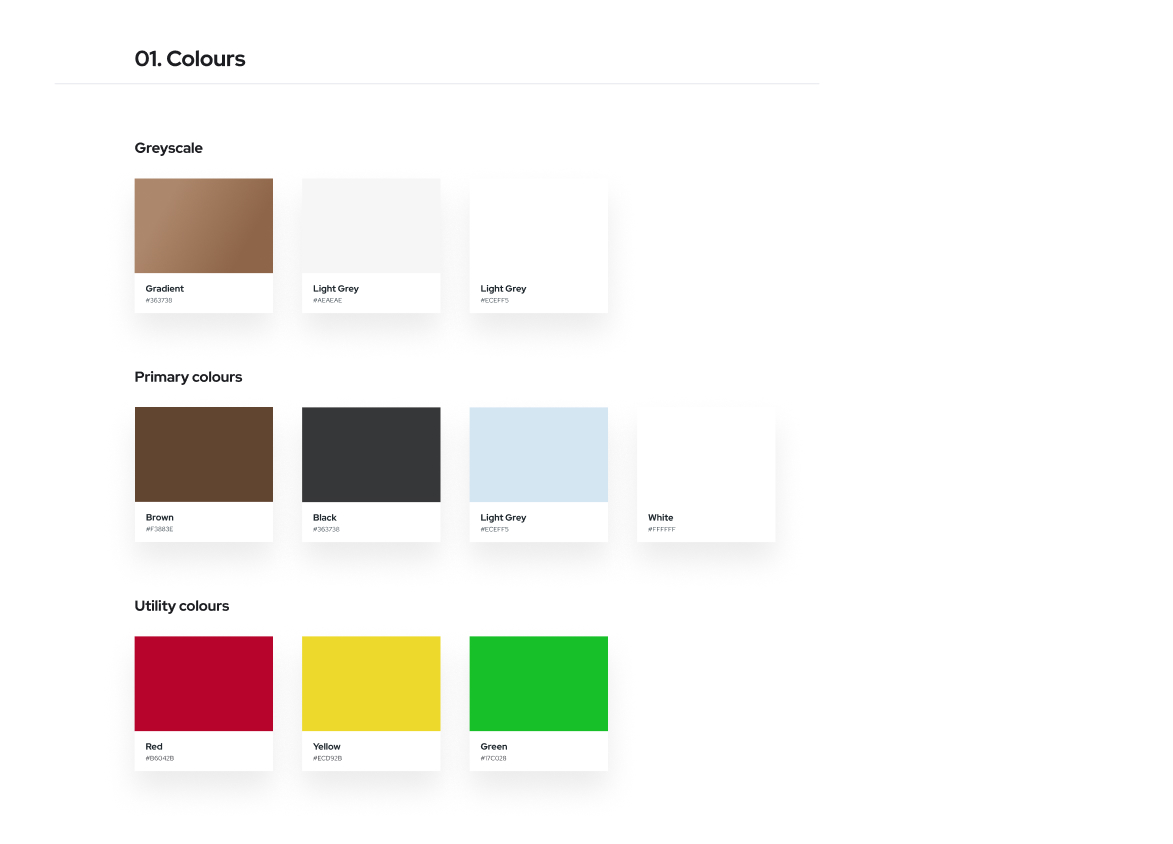 01. Colours
Greyscale
Gradient
#363738
Light Grey
#AEAEAE
Light Grey
#ECEFF5
Primary colours
Brown
#F3883E
Black
#363738
Light Grey
#ECEFF5
White
#FFFFFF
Utility colours
Red
#B6042B
Yellow
#ECD92B
Green
#17C028